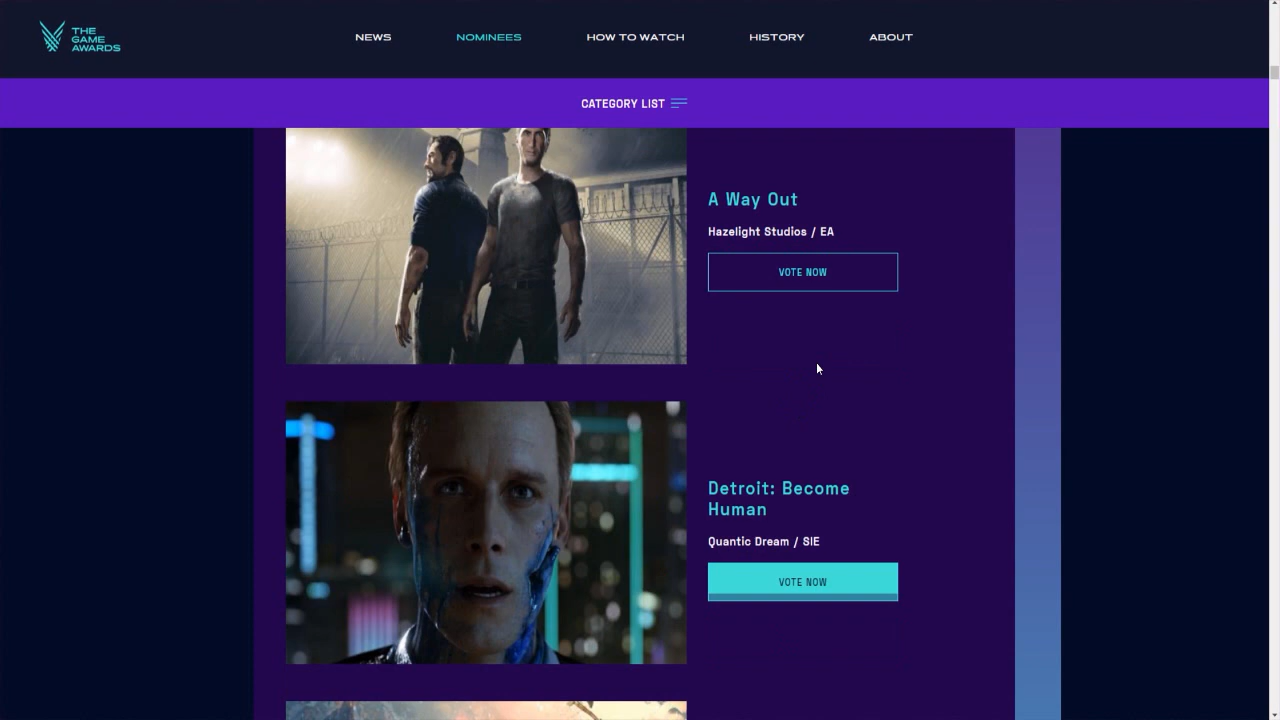 THE
GAME
AWARDS
NEWS
NOMINEES
HOW TO WATCH
HISTORY
ABOUT
CATEGORY LIST
A Way Out
Hazelight Studios / EA
VOTE NOW
Detroit: Become
Human
Quantic Dream / SIE
VOTE NOW